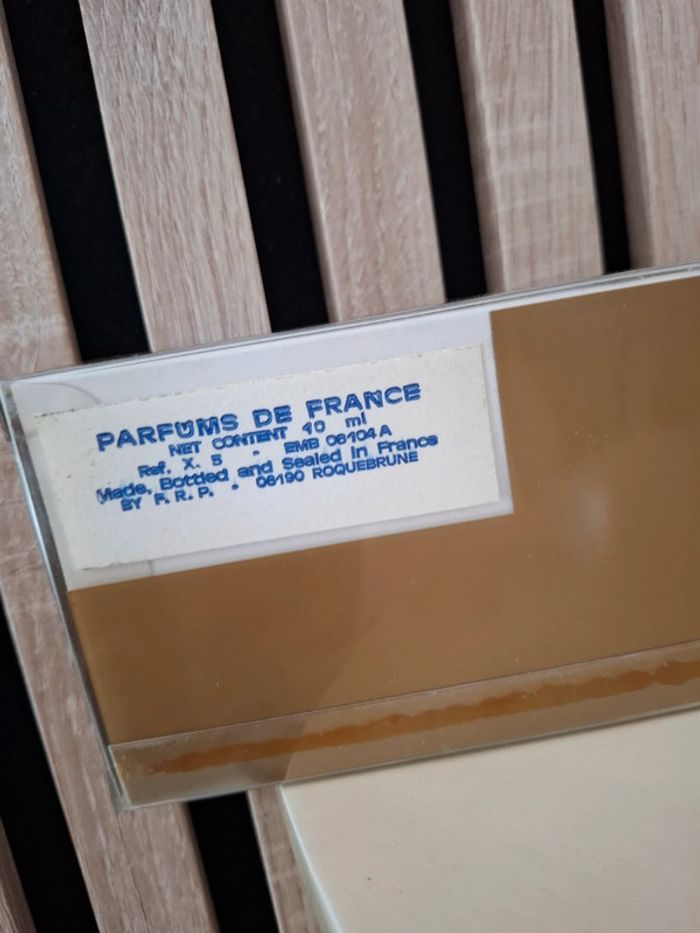 PARFUMS DE FRANCE
NET CONTENT 10 ml
Ref. X. 5 - EMB 06104 A
Made, Bottled and Sealed in France
BY F.R.P. - 06190 ROQUEBRUNE